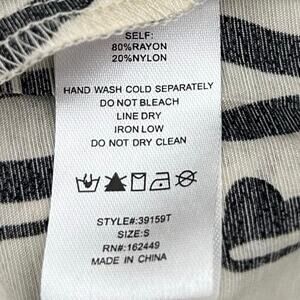 SELF:
80%RAYON
20%NYLON
HAND WASH COLD SEPARATELY
DO NOT BLEACH
LINE DRY
IRON LOW
DO NOT DRY CLEAN
STYLE#:39159T
SIZE:S
RN#:162449
MADE IN CHINA